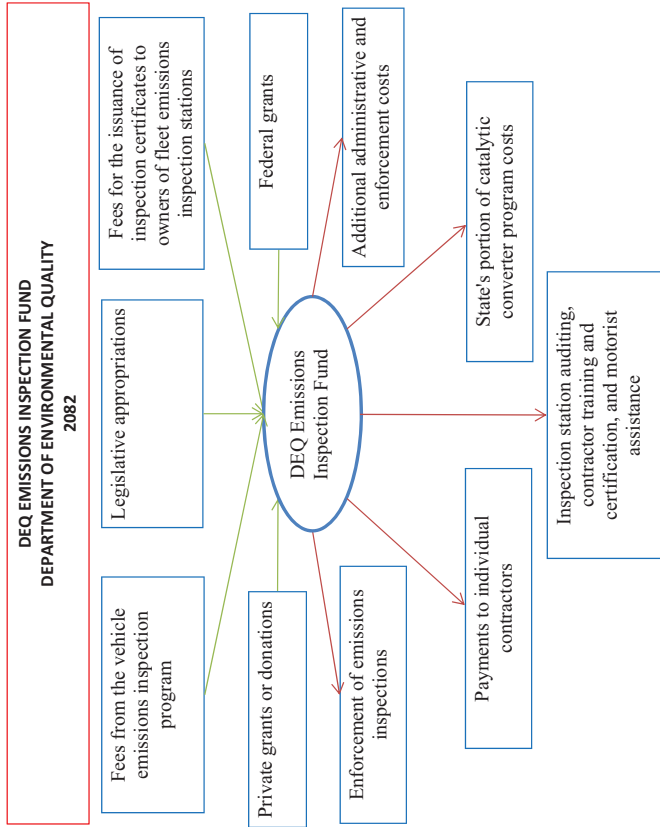 DEQ EMISSIONS INSPECTION FUND
DEPARTMENT OF ENVIRONMENTAL QUALITY
2082
Fees from the vehicle
emissions inspection
program
Legislative appropriations
Fees for the issuance of
inspection certificates to
owners of fleet emissions
inspection stations
Private grants or donations
Federal grants
DEQ Emissions
Inspection Fund
Enforcement of emissions
inspections
Additional administrative and
enforcement costs
Payments to individual
contractors
State's portion of catalytic
converter program costs
Inspection station auditing,
contractor training and
certification, and motorist
assistance